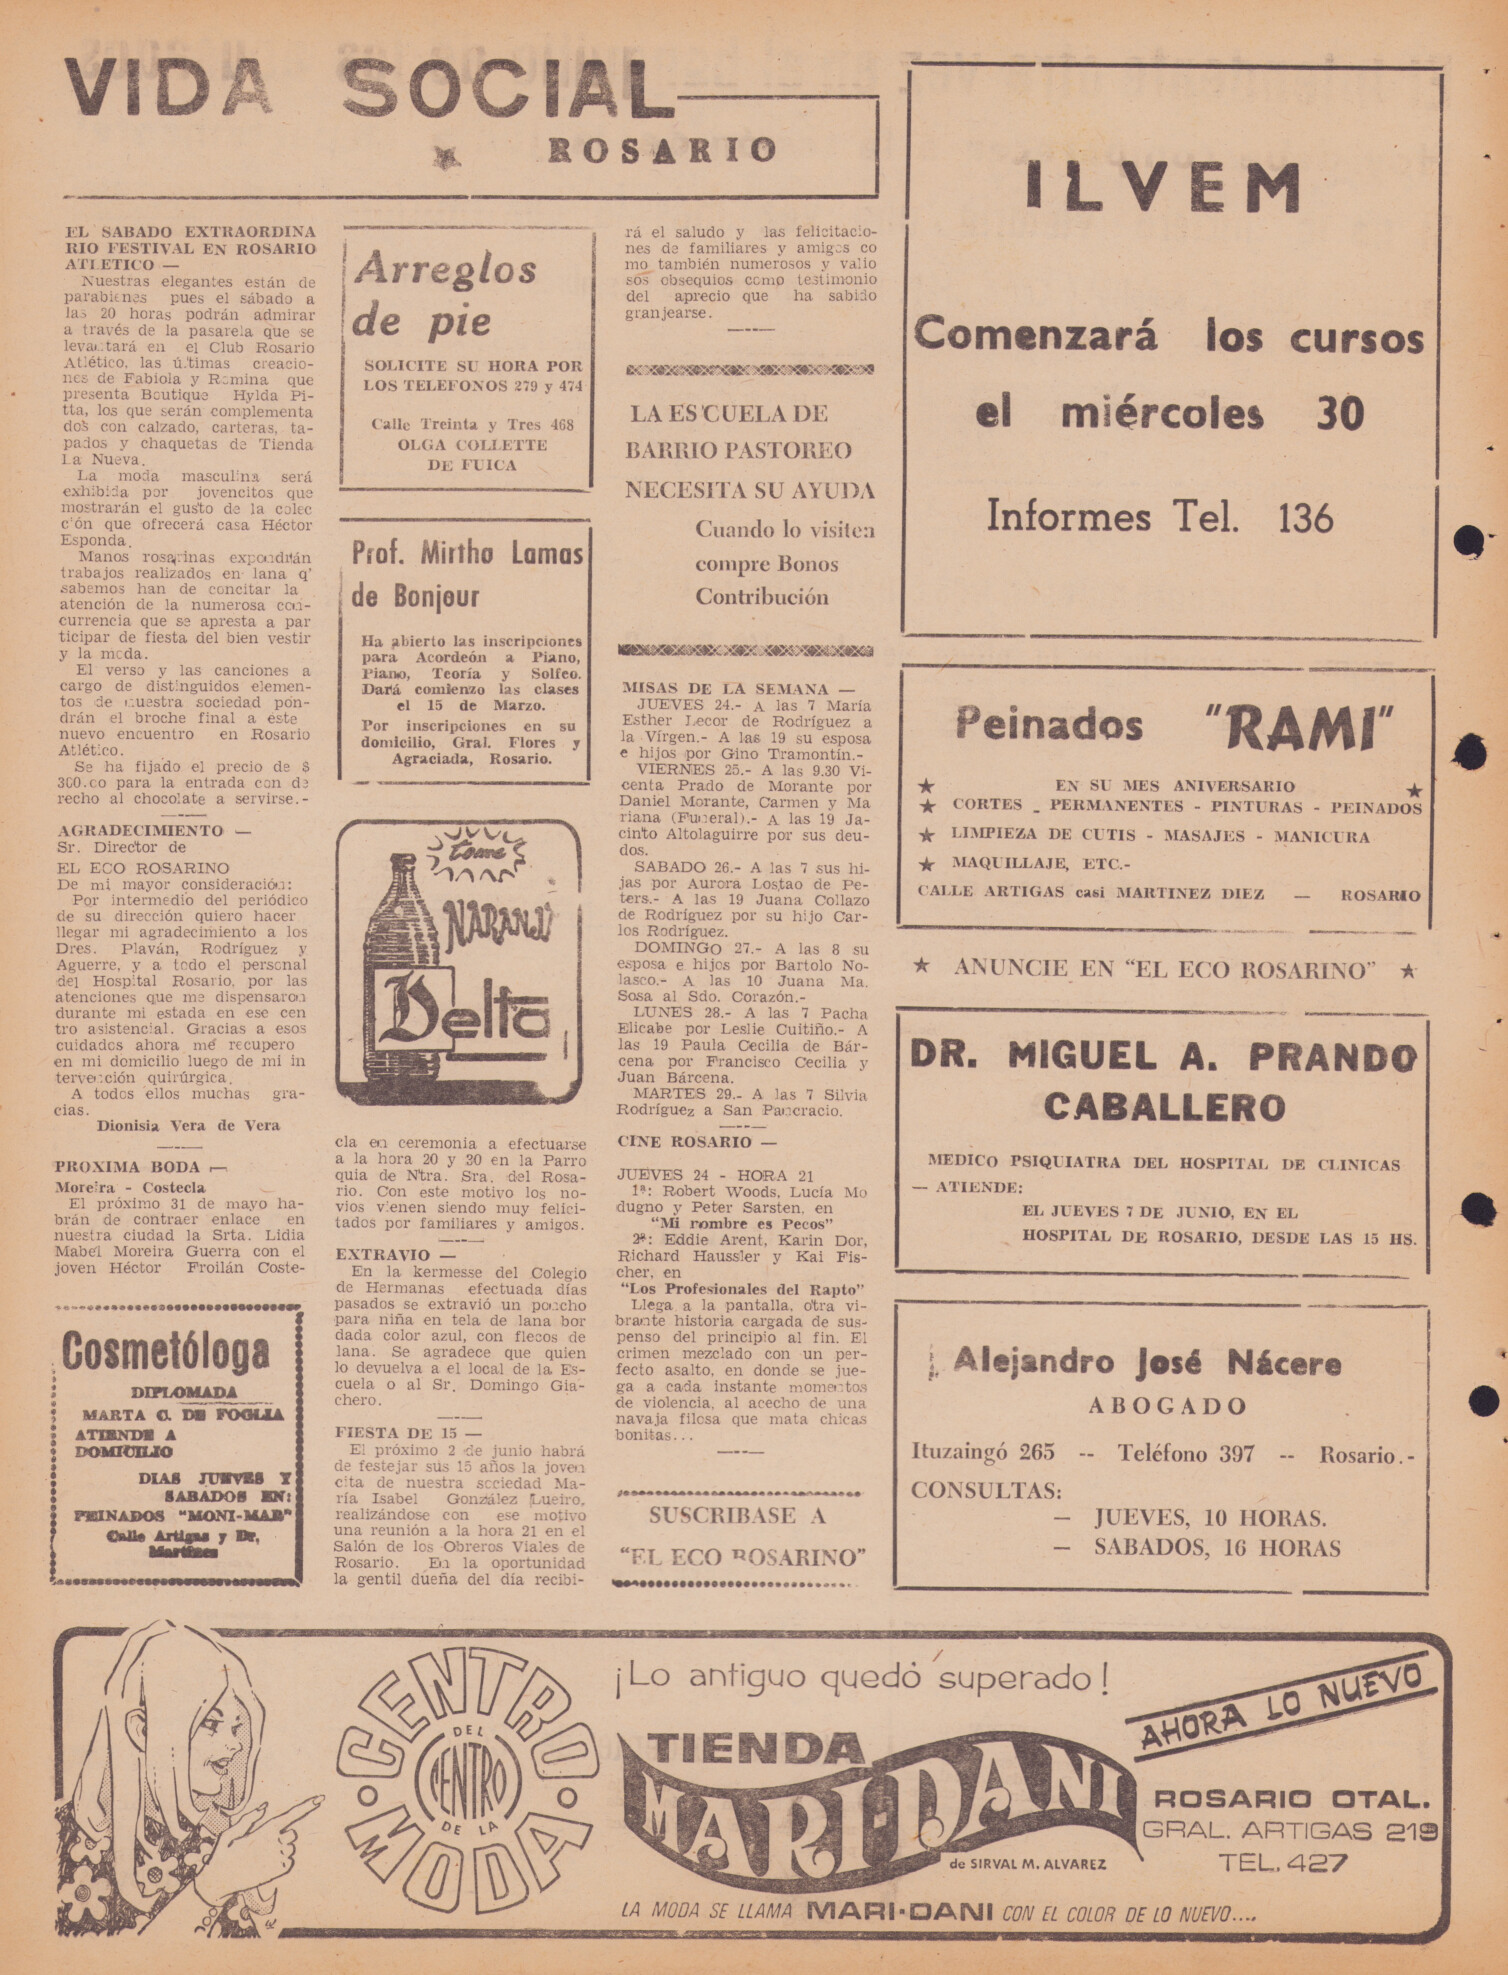 VIDA SOCIAL
ROSARIO
EL SABADO EXTRAORDINA
RIO FESTIVAL EN ROSARIO
ATLETICO —
Nuestras elegantes están de
parabienes pues el sábado a
las 20 horas podrán admirar
a través de la pasarela que se
levantará en el Club Rosario
Atlético, las últimas creacio-
nes de Fabiola y Romina que
presenta Boutique Hylda Pi-
tta, los que serán complementa
dos con calzado, carteras, ta-
pados y chaquetas de Tienda
La Nueva.
La moda masculina será
exhibida por jovencitos que
mostrarán el gusto de la colec
c'ón que ofrecerá casa Héctor
Esponda.
Manos rosarinas expondrán
trabajos realizados en lana q'
sabemos han de concitar la
atención de la numerosa con-
currencia que se apresta a par
ticipar de fiesta del bien vestir
y la moda.
El verso y las canciones a
cargo de distinguidos elemen-
tos de nuestra sociedad pon-
drán el broche final a este
nuevo encuentro en Rosario
Atlético.
Se ha fijado el precio de $
300.oo para la entrada con de
recho al chocolate a servirse.-
AGRADECIMIENTO —
Sr. Director de
EL ECO ROSARINO
De mi mayor consideración:
Por intermedio del periódico
de su dirección quiero hacer
llegar mi agradecimiento a los
Dres. Plaván, Rodríguez y
Aguerre, y a todo el personal
del Hospital Rosario, por las
atenciones que me dispensaron
durante mi estada en ese cen
tro asistencial. Gracias a esos
cuidados ahora me recupero
en mi domicilio luego de mi in
tervención quirúrgica.
A todos ellos muchas gra-
cias.
Dionisia Vera de Vera
PROXIMA BODA —
Moreira - Costecla
El próximo 31 de mayo ha-
brán de contraer enlace en
nuestra ciudad la Srta. Lidia
Mabel Moreira Guerra con el
joven Héctor Froilán Coste-
Cosmetóloga
DIPLOMADA
MARTA C. DE FOGLIA
ATIENDE A
DOMICILIO
DIAS JUEVES Y
SABADOS EN:
PEINADOS "MONI-MAR"
Calle Artigas y Dr.
Martínez
Arreglos
de pie
SOLICITE SU HORA POR
LOS TELEFONOS 279 y 474
Calle Treinta y Tres 468
OLGA COLLETTE
DE FUICA
Prof. Mirtha Lamas
de Bonjour
Ha abierto las inscripciones
para Acordeón a Piano,
Piano, Teoría y Solfeo.
Dará comienzo las clases
el 15 de Marzo.
Por inscripciones en su
domicilio, Gral. Flores y
Agraciada, Rosario.
tome
NARANJÚ
Delta
cla en ceremonia a efectuarse
a la hora 20 y 30 en la Parro
quia de Ntra. Sra. del Rosa-
rio. Con este motivo los no-
vios vienen siendo muy felici-
tados por familiares y amigos.
EXTRAVIO —
En la kermesse del Colegio
de Hermanas efectuada días
pasados se extravió un poncho
para niña en tela de lana bor
dada color azul, con flecos de
lana. Se agradece que quien
lo devuelva a el local de la Es-
cuela o al Sr. Domingo Gia-
chero.
FIESTA DE 15 —
El próximo 2 de junio habrá
de festejar sus 15 años la joven
cita de nuestra sociedad Ma-
ría Isabel González Lueiro,
realizándose con ese motivo
una reunión a la hora 21 en el
Salón de los Obreros Viales de
Rosario. En la oportunidad
la gentil dueña del día recibi-
rá el saludo y las felicitacio-
nes de familiares y amigos co
mo también numerosos y valio
sos obsequios como testimonio
del aprecio que ha sabido
granjearse.
LA ESCUELA DE
BARRIO PASTOREO
NECESITA SU AYUDA
Cuando lo visiten
compre Bonos
Contribución
MISAS DE LA SEMANA —
JUEVES 24.- A las 7 María
Esther Lecor de Rodríguez a
la Vírgen.- A las 19 su esposa
e hijos por Gino Tramontín.-
VIERNES 25.- A las 9.30 Vi-
centa Prado de Morante por
Daniel Morante, Carmen y Ma
riana (Funeral).- A las 19 Ja-
cinto Altolaguirre por sus deu-
dos.
SABADO 26.- A las 7 sus hi-
jas por Aurora Lostao de Pe-
ters.- A las 19 Juana Collazo
de Rodríguez por su hijo Car-
los Rodríguez.
DOMINGO 27.- A las 8 su
esposa e hijos por Bartolo No-
lasco.- A las 10 Juana Ma.
Sosa al Sdo. Corazón.-
LUNES 28.- A las 7 Pacha
Elicabe por Leslie Cuitiño.- A
las 19 Paula Cecilia de Bár-
cena por Francisco Cecilia y
Juan Bárcena.
MARTES 29.- A las 7 Silvia
Rodríguez a San Pancracio.
CINE ROSARIO —
JUEVES 24 - HORA 21
1ª: Robert Woods, Lucía Mo
dugno y Peter Sarsten, en
"Mi nombre es Pecos"
2ª: Eddie Arent, Karin Dor,
Richard Haussler y Kai Fis-
cher, en
"Los Profesionales del Rapto"
Llega a la pantalla, otra vi-
brante historia cargada de sus-
penso del principio al fin. El
crimen mezclado con un per-
fecto asalto, en donde se jue-
ga a cada instante momentos
de violencia, al acecho de una
navaja filosa que mata chicas
bonitas...
SUSCRIBASE A
"EL ECO ROSARINO"
ILVEM
Comenzará los cursos
el miércoles 30
Informes Tel. 136
Peinados "RAMI"
★ EN SU MES ANIVERSARIO ★
★ CORTES - PERMANENTES - PINTURAS - PEINADOS
★ LIMPIEZA DE CUTIS - MASAJES - MANICURA
★ MAQUILLAJE, ETC.-
CALLE ARTIGAS casi MARTINEZ DIEZ — ROSARIO
★ ANUNCIE EN "EL ECO ROSARINO" ★
DR. MIGUEL A. PRANDO
CABALLERO
MEDICO PSIQUIATRA DEL HOSPITAL DE CLINICAS
— ATIENDE:
EL JUEVES 7 DE JUNIO, EN EL
HOSPITAL DE ROSARIO, DESDE LAS 15 HS.
Alejandro José Nácere
ABOGADO
Ituzaingó 265 -- Teléfono 397 -- Rosario.-
CONSULTAS:
— JUEVES, 10 HORAS.
— SABADOS, 16 HORAS
CENTRO MODA
DEL
CENTRO
DE LA
¡Lo antiguo quedó superado!
AHORA LO NUEVO
TIENDA
MARI-DANI
de SIRVAL M. ALVAREZ
ROSARIO OTAL.
GRAL. ARTIGAS 219
TEL. 427
LA MODA SE LLAMA MARI-DANI CON EL COLOR DE LO NUEVO....